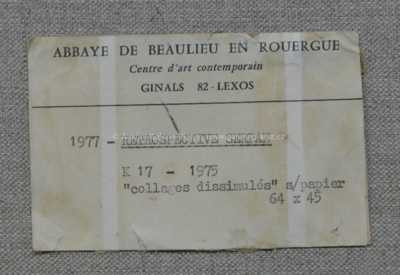 ABBAYE DE BEAULIEU EN ROUERGUE
Centre d'art contemporain
GINALS 82 - LEXOS
1977 - RETROSPECTIVE
K 17 - 1975
"collages dissimulés" s/papier
64 x 45